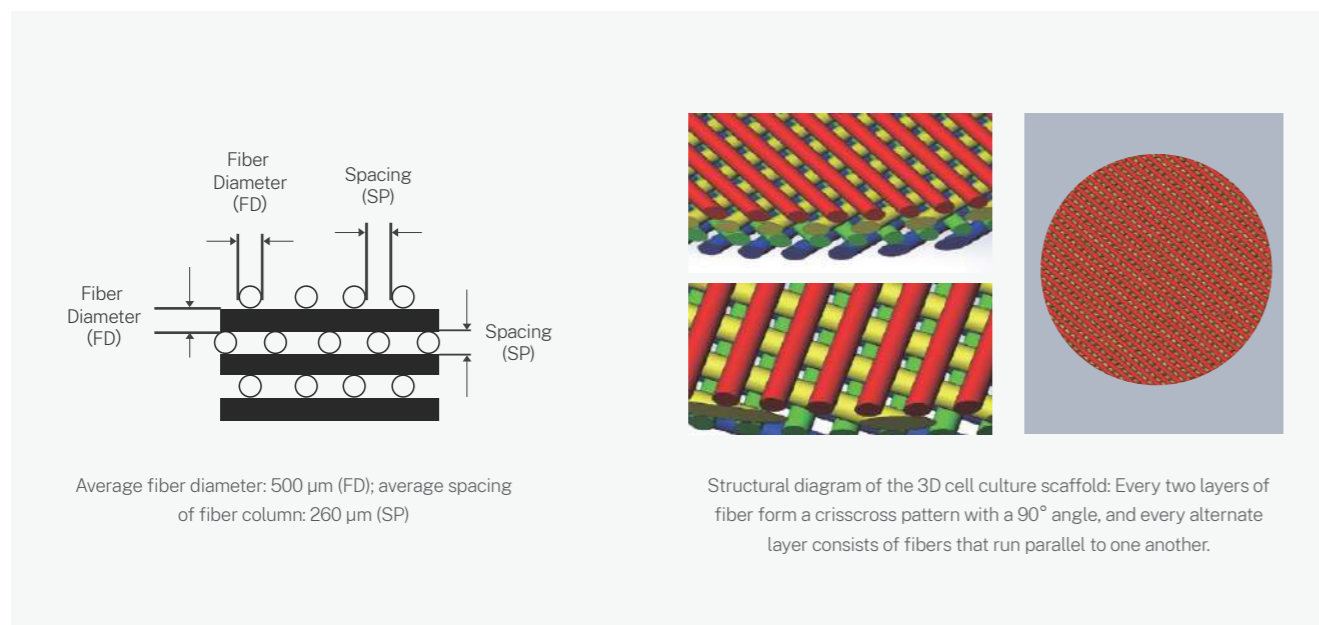 Fiber
Diameter
(FD)
Spacing
(SP)
Fiber
Diameter
(FD)
Spacing
(SP)
Average fiber diameter: 500 µm (FD); average spacing
of fiber column: 260 µm (SP)
Structural diagram of the 3D cell culture scaffold: Every two layers of
fiber form a crisscross pattern with a 90° angle, and every alternate
layer consists of fibers that run parallel to one another.